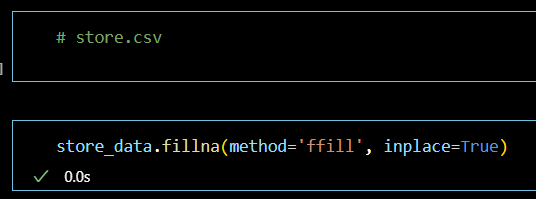 # store.csv
]
store_data.fillna(method='ffill', inplace=True)
✓ 0.0s